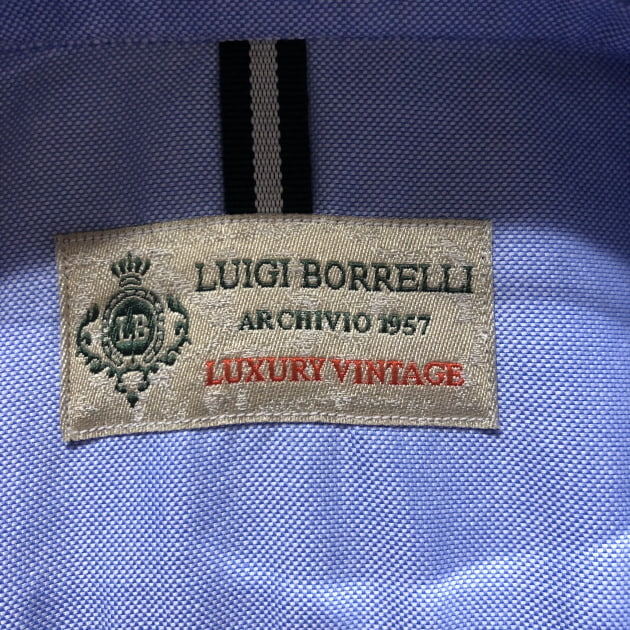 LB
LUIGI BORRELLI
ARCHIVIO 1957
LUXURY VINTAGE